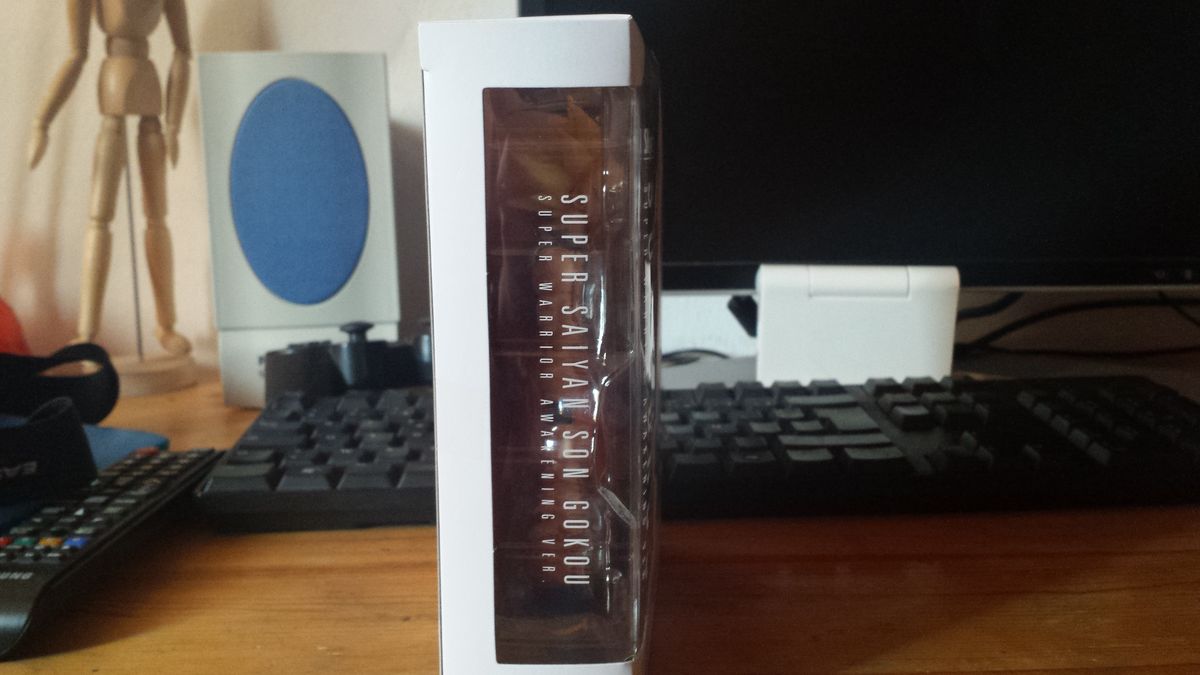 SUPER SAIYAN SON GOKOU
SUPER WARRIOR AWAKENING VER.